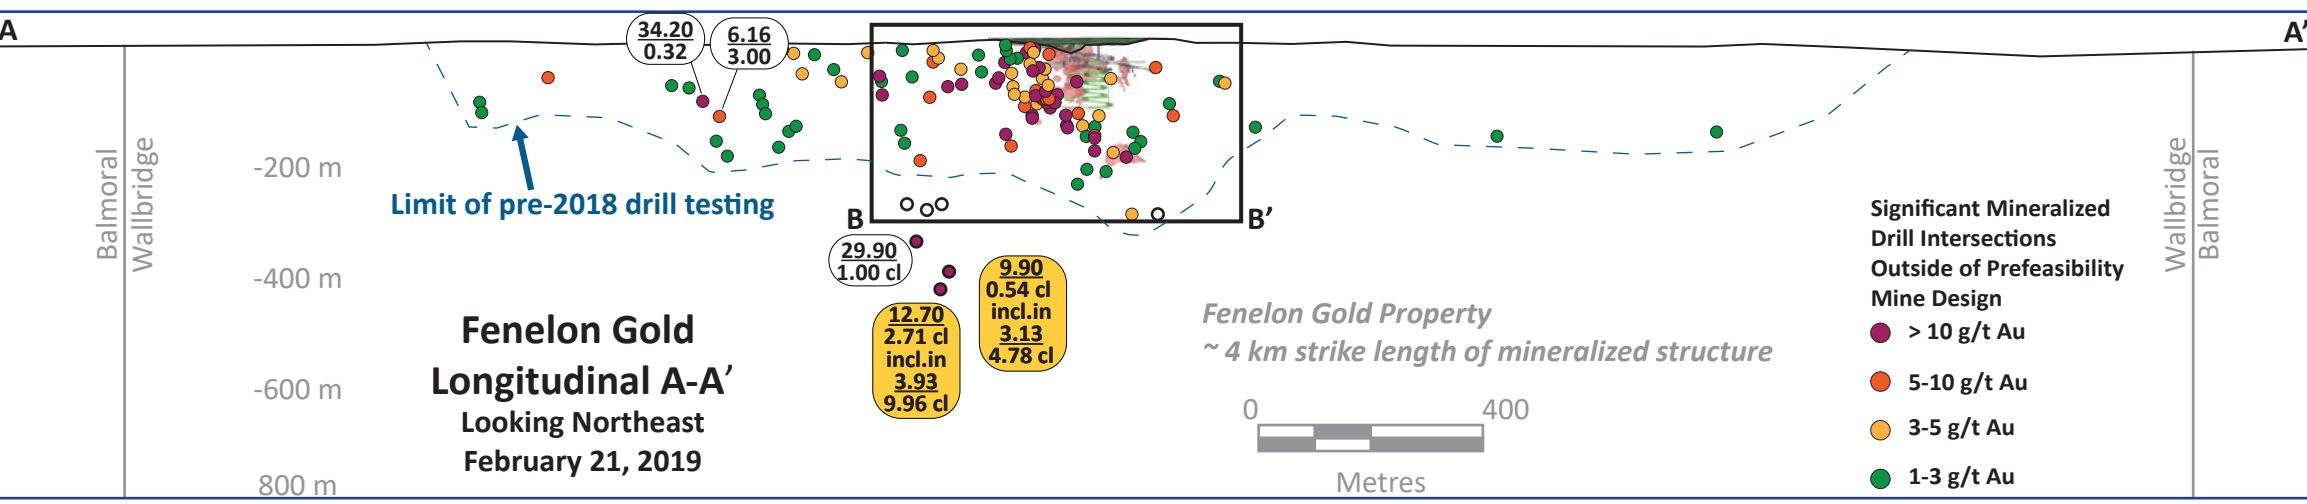 A
A'
34.20
0.32
6.16
3.00
Balmoral
Wallbridge
-200 m
-400 m
-600 m
800 m
Limit of pre-2018 drill testing
B
B'
29.90
1.00 cl
12.70
2.71 cl
incl.in
3.93
9.96 cl
9.90
0.54 cl
incl.in
3.13
4.78 cl
Fenelon Gold
Longitudinal A-A'
Looking Northeast
February 21, 2019
Fenelon Gold Property
~ 4 km strike length of mineralized structure
0
400
Metres
Wallbridge
Balmoral
Significant Mineralized
Drill Intersections
Outside of Prefeasibility
Mine Design
> 10 g/t Au
5-10 g/t Au
3-5 g/t Au
1-3 g/t Au